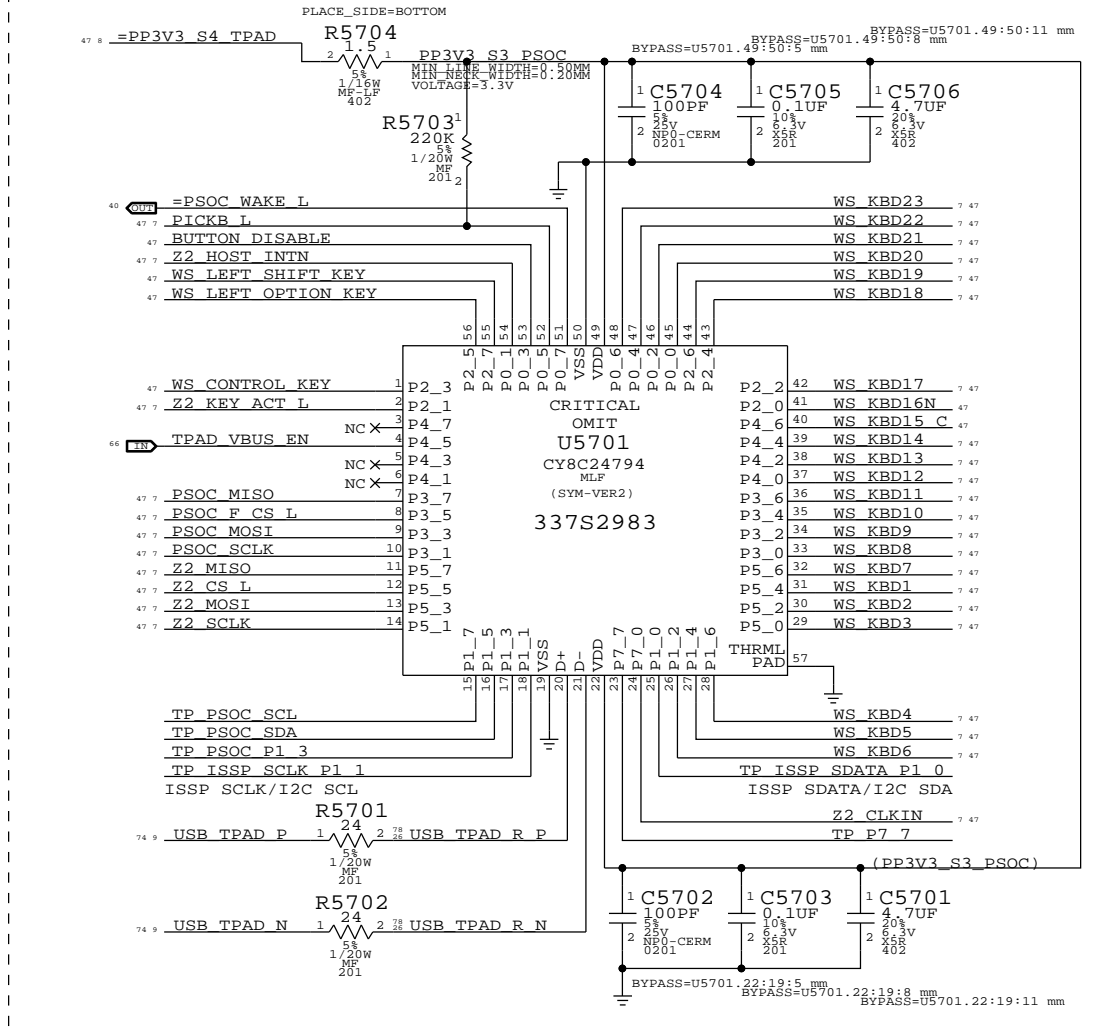 PLACE_SIDE=BOTTOM
47 8 =PP3V3_S4_TPAD
R5704
1.5
2 1
5%
1/16W
MF-LF
402
PP3V3_S3_PSOC
MIN_LINE_WIDTH=0.50MM
MIN_NECK_WIDTH=0.20MM
VOLTAGE=3.3V
BYPASS=U5701.49:50:5 mm
BYPASS=U5701.49:50:8 mm
BYPASS=U5701.49:50:11 mm
R5703
220K
5%
1/20W
MF
201
1
2
1 C5704
100PF
5%
25V
2 NP0-CERM
0201
1 C5705
0.1UF
10%
6.3V
2 X5R
201
1 C5706
4.7UF
20%
6.3V
2 X5R
402
40 OUT =PSOC_WAKE_L
47 7 PICKB_L
47 BUTTON_DISABLE
47 7 Z2_HOST_INTN
47 WS_LEFT_SHIFT_KEY
47 WS_LEFT_OPTION_KEY
WS_KBD23 7 47
WS_KBD22 7 47
WS_KBD21 7 47
WS_KBD20 7 47
WS_KBD19 7 47
WS_KBD18 7 47
56 55 54 53 52 51 50 49 48 47 46 45 44 43
P2_5 P2_7 P0_1 P0_3 P0_5 P0_7 VSS VDD P0_6 P0_4 P0_2 P0_0 P2_6 P2_4
47 WS_CONTROL_KEY 1 P2_3
47 7 Z2_KEY_ACT_L 2 P2_1
NC 3 P4_7
66 IN TPAD_VBUS_EN 4 P4_5
NC 5 P4_3
NC 6 P4_1
47 7 PSOC_MISO 7 P3_7
47 7 PSOC_F_CS_L 8 P3_5
47 7 PSOC_MOSI 9 P3_3
47 7 PSOC_SCLK 10 P3_1
47 7 Z2_MISO 11 P5_7
47 7 Z2_CS_L 12 P5_5
47 7 Z2_MOSI 13 P5_3
47 7 Z2_SCLK 14 P5_1
CRITICAL
OMIT
U5701
CY8C24794
MLF
(SYM-VER2)
337S2983
P2_2 42 WS_KBD17 7 47
P2_0 41 WS_KBD16N 47
P4_6 40 WS_KBD15_C 47
P4_4 39 WS_KBD14 7 47
P4_2 38 WS_KBD13 7 47
P4_0 37 WS_KBD12 7 47
P3_6 36 WS_KBD11 7 47
P3_4 35 WS_KBD10 7 47
P3_2 34 WS_KBD9 7 47
P3_0 33 WS_KBD8 7 47
P5_6 32 WS_KBD7 7 47
P5_4 31 WS_KBD1 7 47
P5_2 30 WS_KBD2 7 47
P5_0 29 WS_KBD3 7 47
THRML
PAD 57
P1_7 P1_5 P1_3 P1_1 VSS D+ D- VDD P7_7 P7_0 P1_0 P1_2 P1_4 P1_6
15 16 17 18 19 20 21 22 23 24 25 26 27 28
TP_PSOC_SCL
TP_PSOC_SDA
TP_PSOC_P1_3
TP_ISSP_SCLK_P1_1
ISSP SCLK/I2C SCL
WS_KBD4 7 47
WS_KBD5 7 47
WS_KBD6 7 47
TP_ISSP_SDATA_P1_0
ISSP SDATA/I2C SDA
Z2_CLKIN 7 47
TP_P7_7
R5701
74 9 USB_TPAD_P 1 24 2 78 26 USB_TPAD_R_P
5%
1/20W
MF
201
R5702
74 9 USB_TPAD_N 1 24 2 78 26 USB_TPAD_R_N
5%
1/20W
MF
201
(PP3V3_S3_PSOC)
1 C5702
100PF
5%
25V
2 NP0-CERM
0201
1 C5703
0.1UF
10%
6.3V
2 X5R
201
1 C5701
4.7UF
20%
6.3V
2 X5R
402
BYPASS=U5701.22:19:5 mm
BYPASS=U5701.22:19:8 mm
BYPASS=U5701.22:19:11 mm